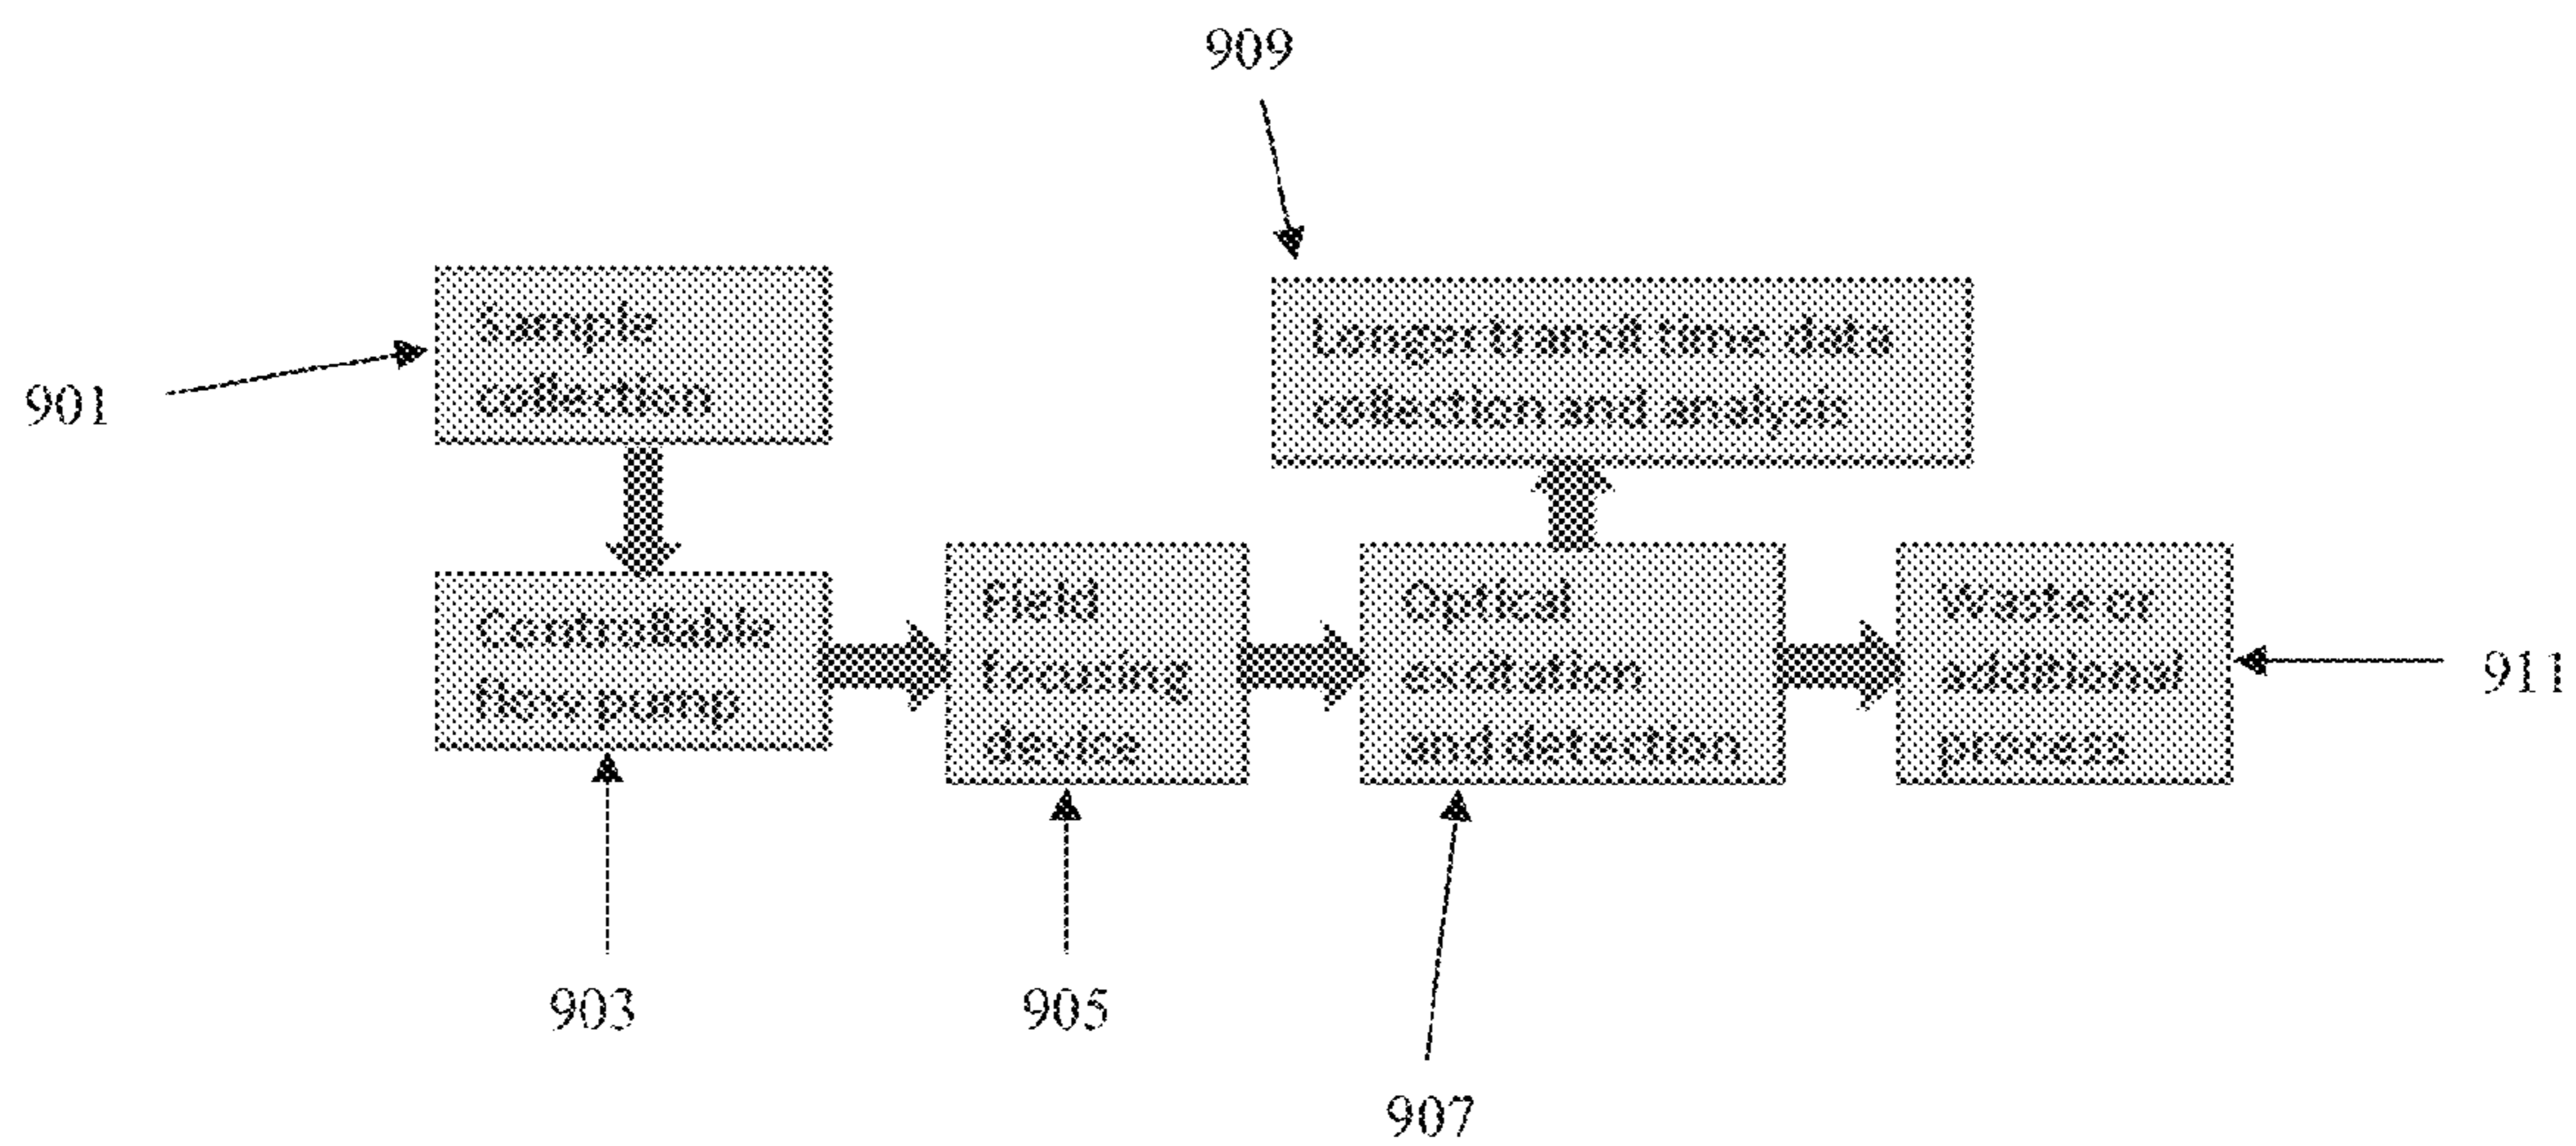 909
Sample
collection
901
Longer transit time data
collection and analysis
Controllable
flow pump
Field
focusing
device
Optical
excitation
and detection
Waste or
additional
process
911
903
905
907